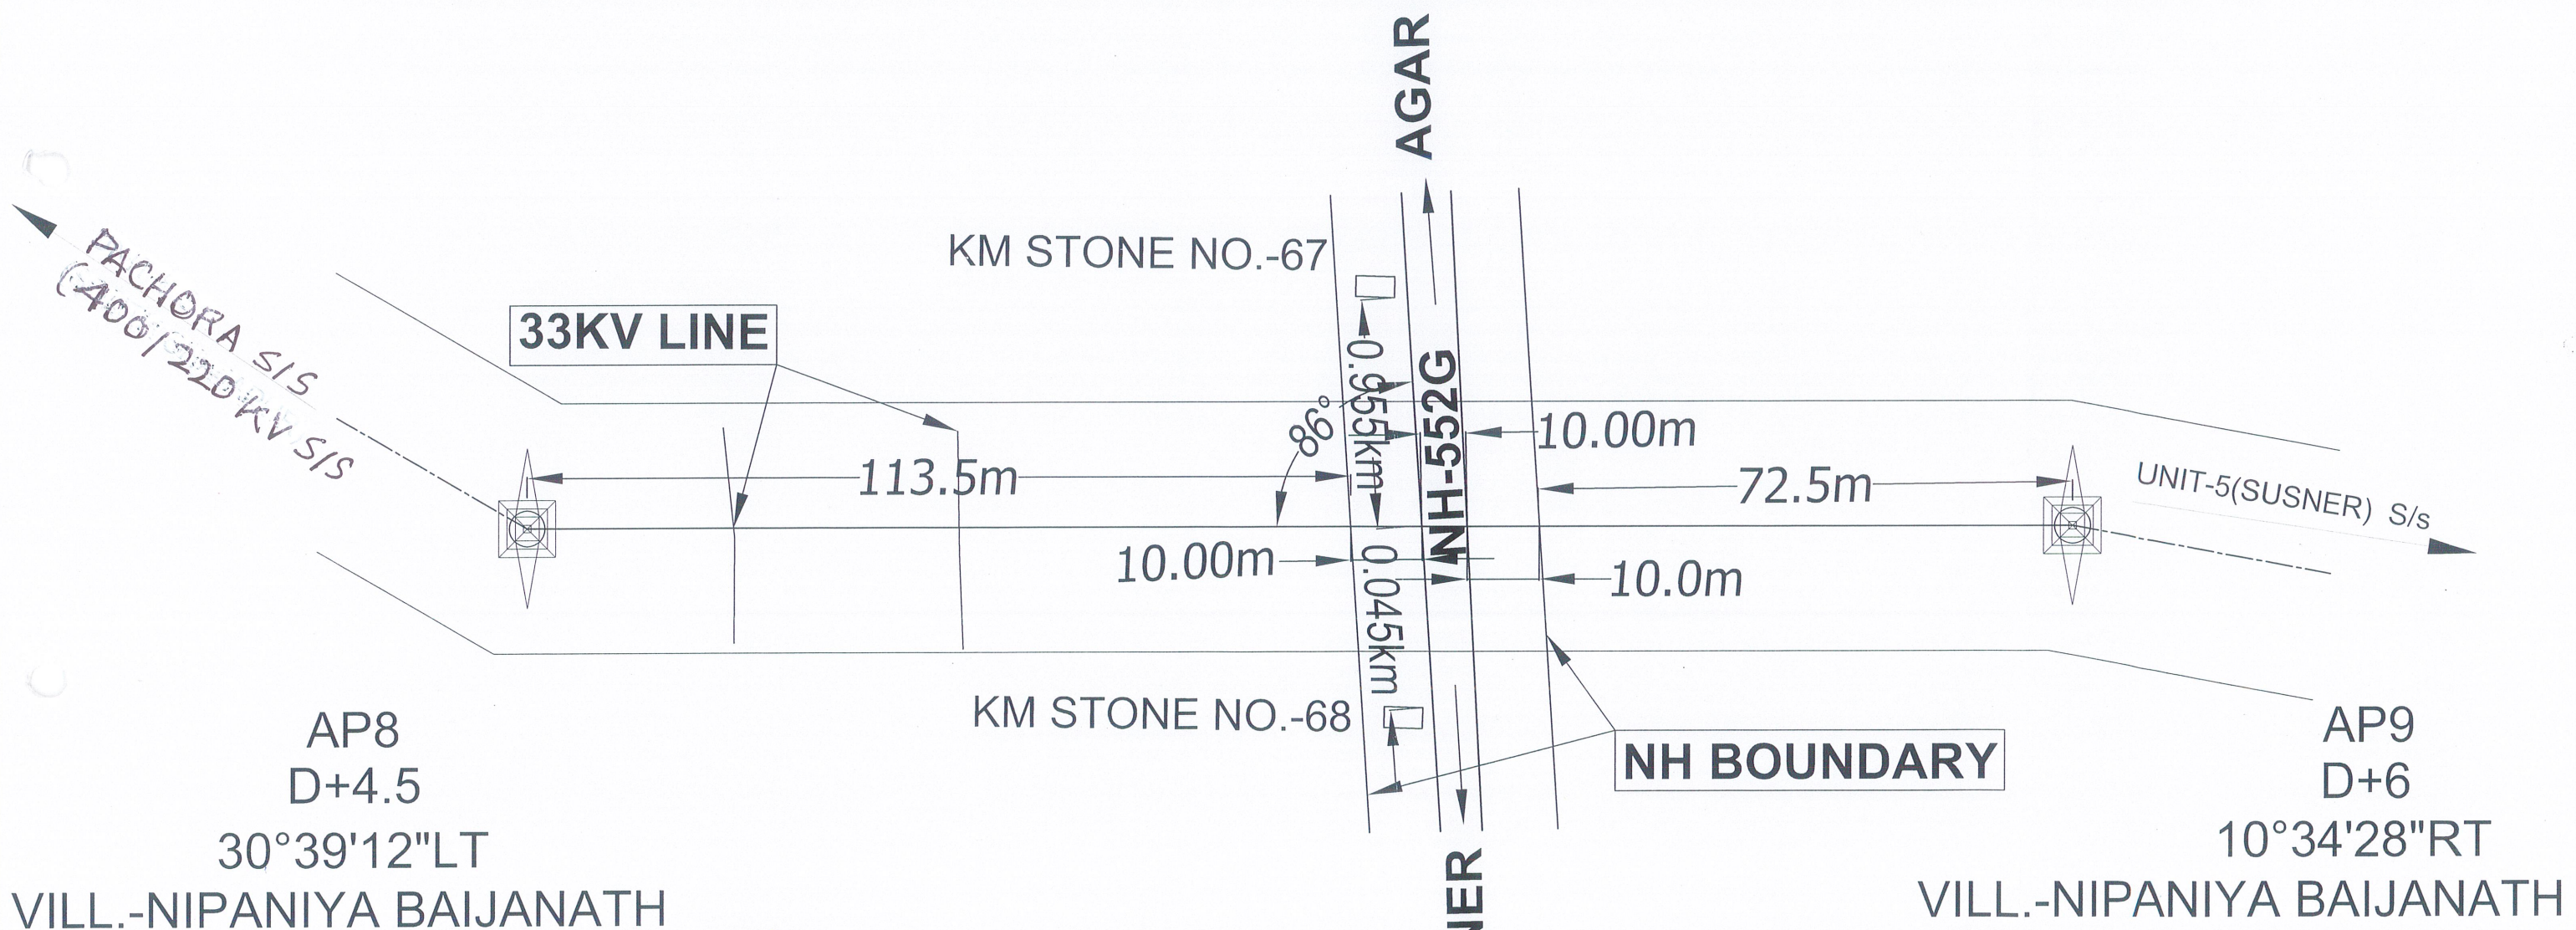 AGAR
KM STONE NO.-67
PACHORA S/S
(400/220 KV S/S
33KV LINE
0.955km
NH-552G
86°
10.00m
113.5m
72.5m
UNIT-5(SUSNER) S/s
10.00m
0.045km
10.0m
KM STONE NO.-68
NH BOUNDARY
AP8
D+4.5
30°39'12"LT
VILL.-NIPANIYA BAIJANATH
AP9
D+6
10°34'28"RT
VILL.-NIPANIYA BAIJANATH
NER